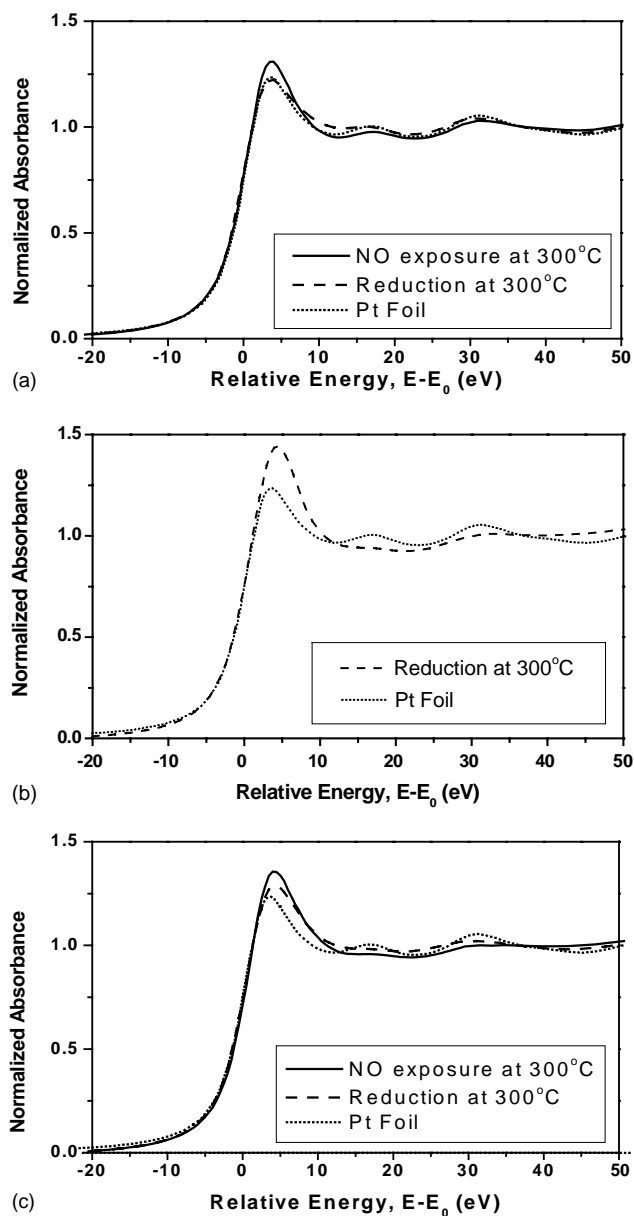 1.5
1.0
0.5
0.0
Normalized Absorbance
NO exposure at 300°C
Reduction at 300°C
Pt Foil
-20 -10 0 10 20 30 40 50
(a)
Relative Energy, E-E₀ (eV)
1.5
1.0
0.5
0.0
Normalized Absorbance
Reduction at 300°C
Pt Foil
-20 -10 0 10 20 30 40 50
(b)
Relative Energy, E-E₀ (eV)
1.5
1.0
0.5
0.0
Normalized Absorbance
NO exposure at 300°C
Reduction at 300°C
Pt Foil
-20 -10 0 10 20 30 40 50
(c)
Relative Energy, E-E₀ (eV)